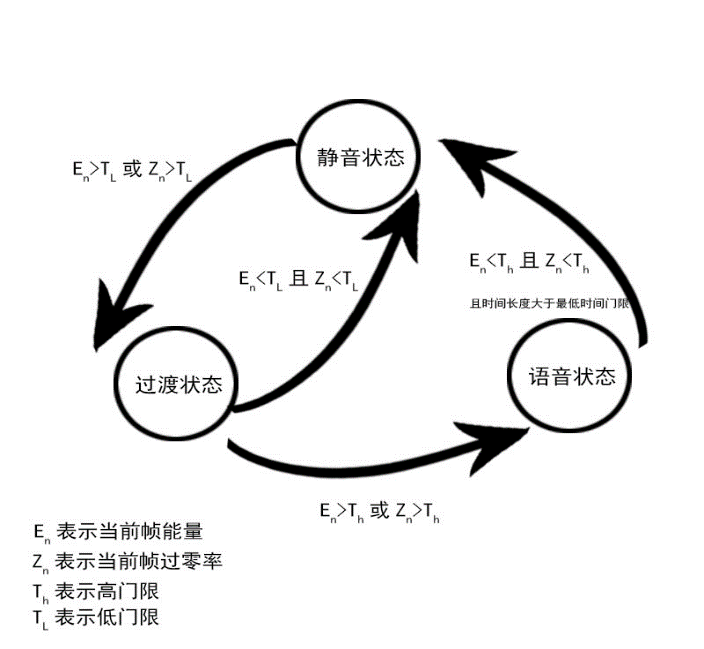 静音状态
En>TL 或 Zn>TL
En<TL 且 Zn<TL
En<Th 且 Zn<Th
且时间长度大于最低时间门限
过渡状态
语音状态
En>Th 或 Zn>Th
En 表示当前帧能量
Zn 表示当前帧过零率
Th 表示高门限
TL 表示低门限